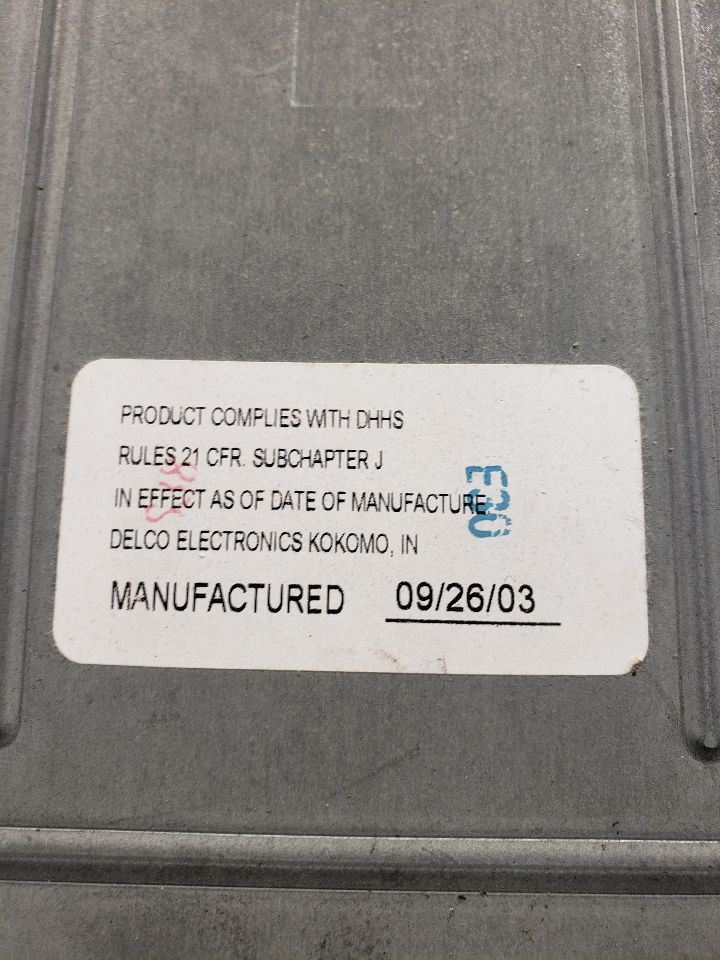 PRODUCT COMPLIES WITH DHHS
RULES 21 CFR. SUBCHAPTER J
IN EFFECT AS OF DATE OF MANUFACTURE
DELCO ELECTRONICS KOKOMO, IN
MANUFACTURED 09/26/03